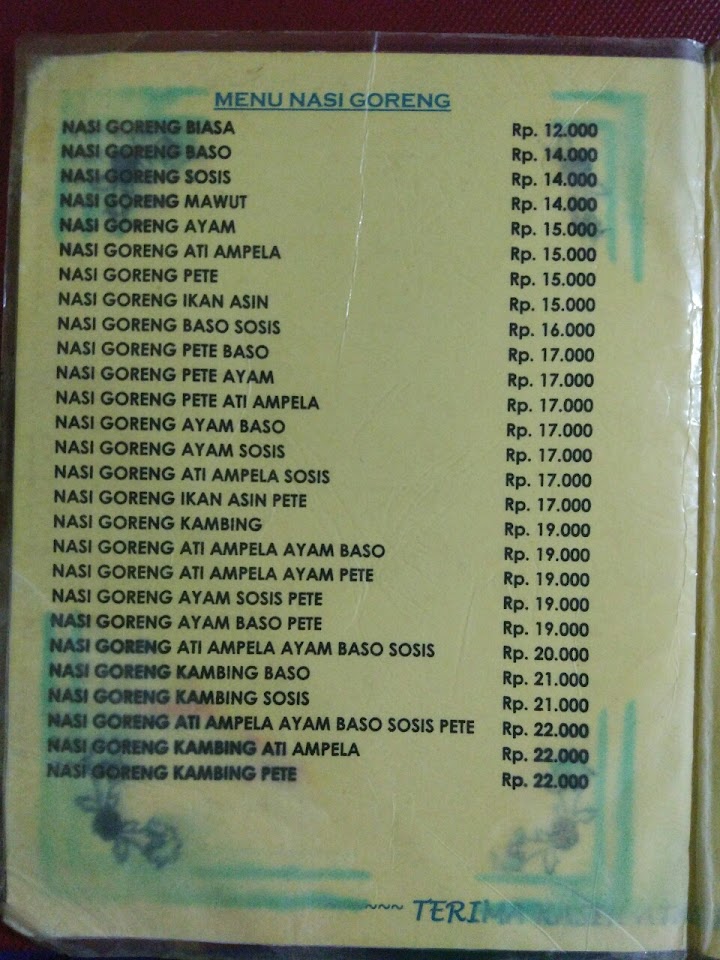 MENU NASI GORENG
NASI GORENG BIASA Rp. 12.000
NASI GORENG BASO Rp. 14.000
NASI GORENG SOSIS Rp. 14.000
NASI GORENG MAWUT Rp. 14.000
NASI GORENG AYAM Rp. 15.000
NASI GORENG ATI AMPELA Rp. 15.000
NASI GORENG PETE Rp. 15.000
NASI GORENG IKAN ASIN Rp. 15.000
NASI GORENG BASO SOSIS Rp. 16.000
NASI GORENG PETE BASO Rp. 17.000
NASI GORENG PETE AYAM Rp. 17.000
NASI GORENG PETE ATI AMPELA Rp. 17.000
NASI GORENG AYAM BASO Rp. 17.000
NASI GORENG AYAM SOSIS Rp. 17.000
NASI GORENG ATI AMPELA SOSIS Rp. 17.000
NASI GORENG IKAN ASIN PETE Rp. 17.000
NASI GORENG KAMBING Rp. 19.000
NASI GORENG ATI AMPELA AYAM BASO Rp. 19.000
NASI GORENG ATI AMPELA AYAM PETE Rp. 19.000
NASI GORENG AYAM SOSIS PETE Rp. 19.000
NASI GORENG AYAM BASO PETE Rp. 19.000
NASI GORENG ATI AMPELA AYAM BASO SOSIS Rp. 20.000
NASI GORENG KAMBING BASO Rp. 21.000
NASI GORENG KAMBING SOSIS Rp. 21.000
NASI GORENG ATI AMPELA AYAM BASO SOSIS PETE Rp. 22.000
NASI GORENG KAMBING ATI AMPELA Rp. 22.000
NASI GORENG KAMBING PETE Rp. 22.000
~~~ TERIMA KASIH